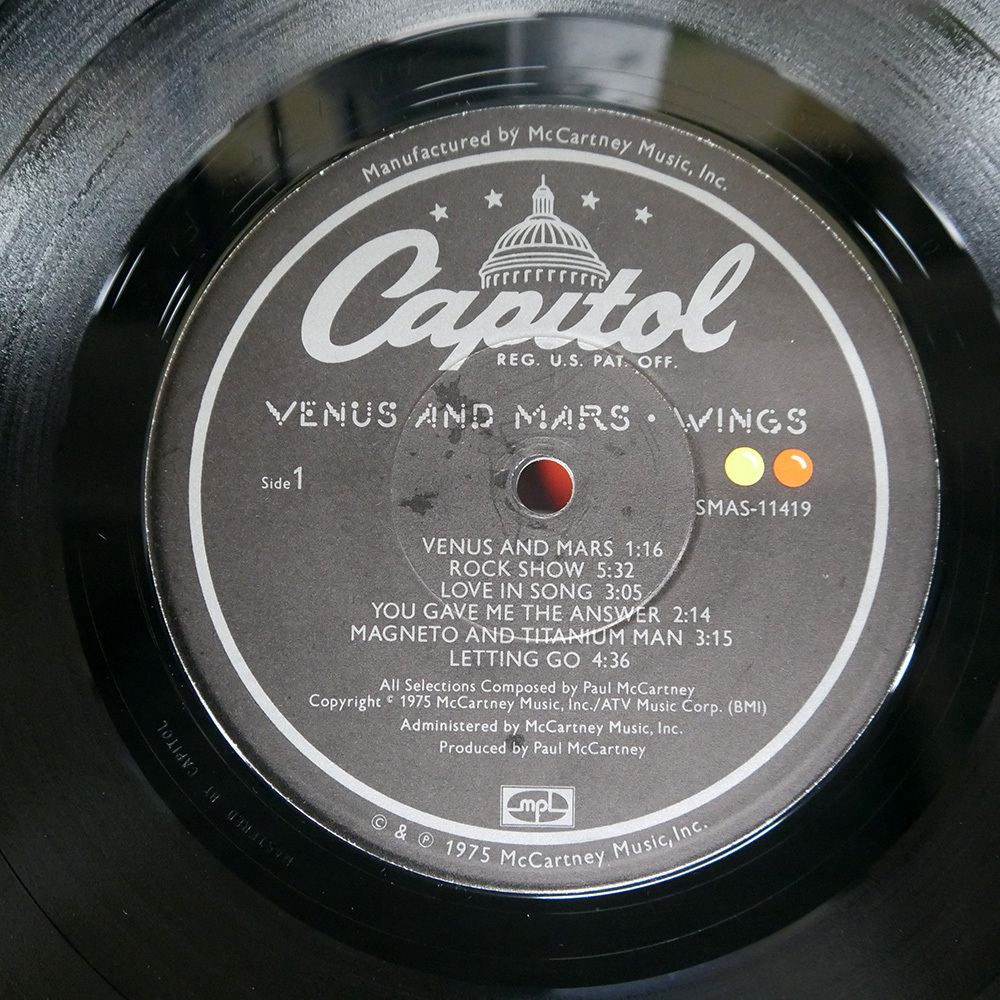 Manufactured by McCartney Music, Inc.
Capitol
REG. U.S. PAT. OFF.
VENUS AND MARS • WINGS
Side 1
SMAS-11419
VENUS AND MARS 1:16
ROCK SHOW 5:32
LOVE IN SONG 3:05
YOU GAVE ME THE ANSWER 2:14
MAGNETO AND TITANIUM MAN 3:15
LETTING GO 4:36
All Selections Composed by Paul McCartney
Copyright © 1975 McCartney Music, Inc./ATV Music Corp. (BMI)
Administered by McCartney Music, Inc.
Produced by Paul McCartney
mpl
© & ℗ 1975 McCartney Music, Inc.
MASTERED AT CAPITOL